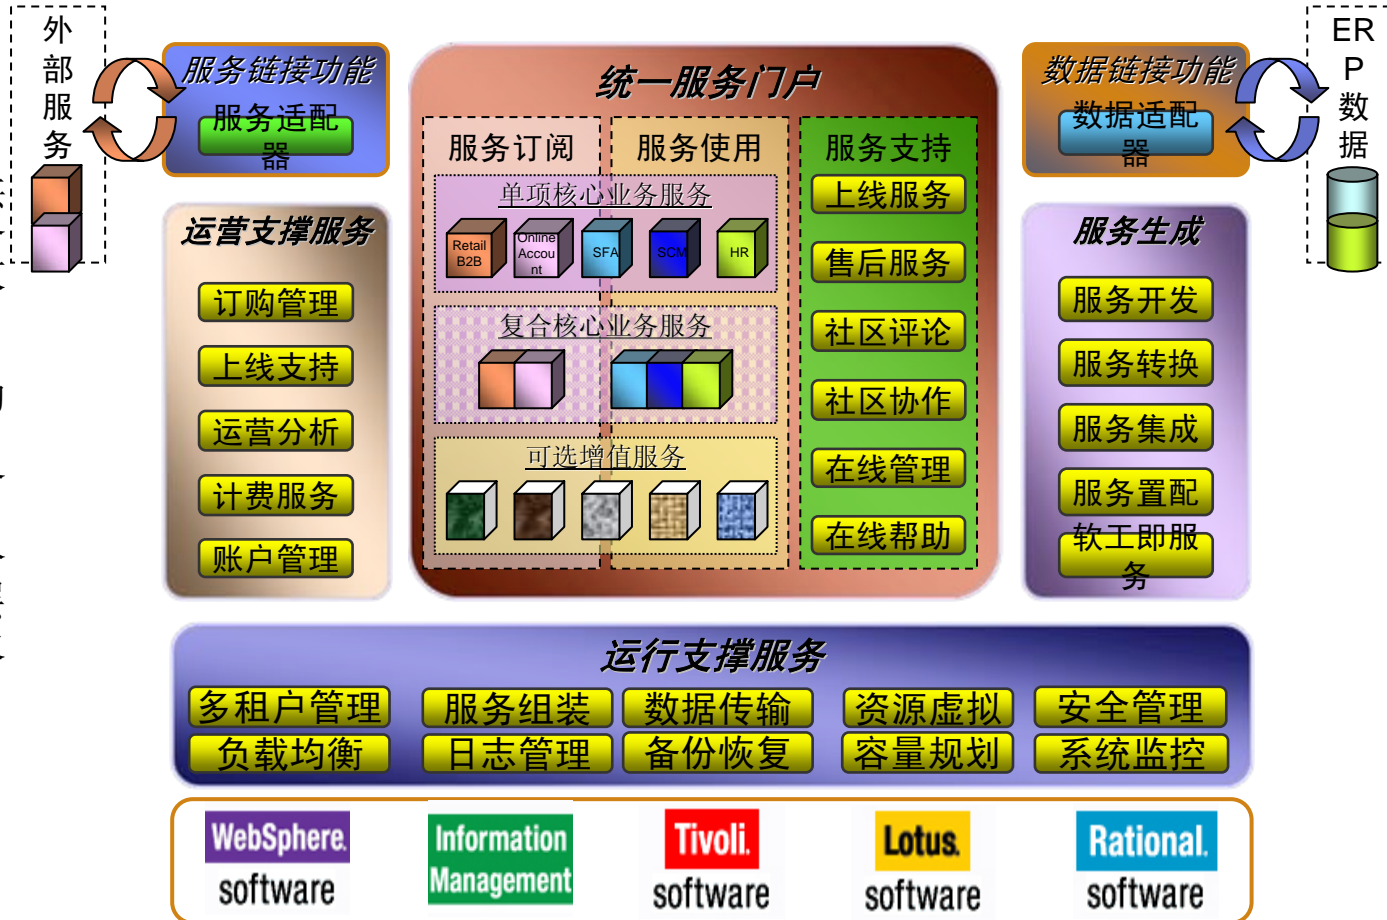 外
部
服
务
服务链接功能
服务适配
器
统一服务门户
数据链接功能
数据适配
器
ER
P
数
据
服务订阅
服务使用
服务支持
单项核心业务服务
Retail
B2B
Online
Accou
nt
SFA
SCM
HR
复合核心业务服务
可选增值服务
上线服务
售后服务
社区评论
社区协作
在线管理
在线帮助
运营支撑服务
订购管理
上线支持
运营分析
计费服务
账户管理
服务生成
服务开发
服务转换
服务集成
服务置配
软工即服
务
运行支撑服务
多租户管理
服务组装
数据传输
资源虚拟
安全管理
负载均衡
日志管理
备份恢复
容量规划
系统监控
WebSphere.
software
Information
Management
Tivoli.
software
Lotus.
software
Rational.
software